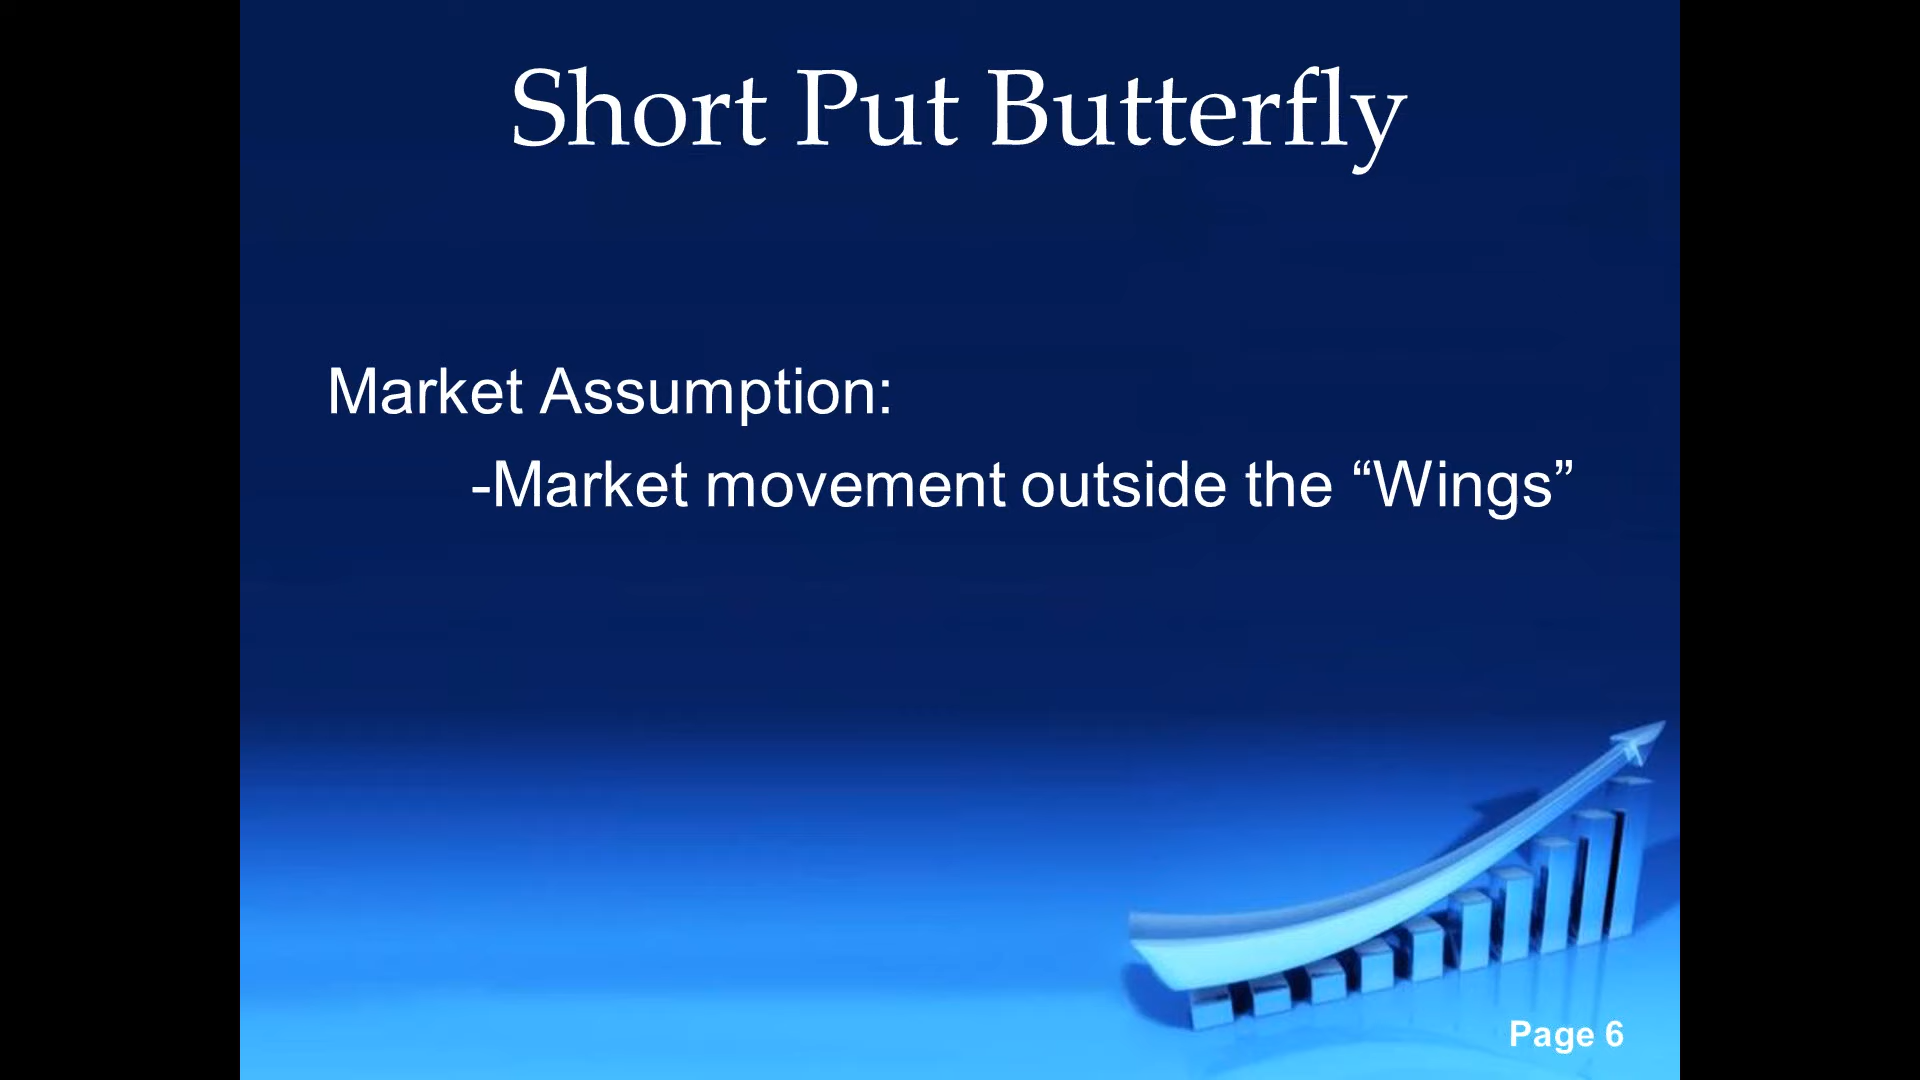 Short Put Butterfly
Market Assumption:
-Market movement outside the “Wings”
Page 6